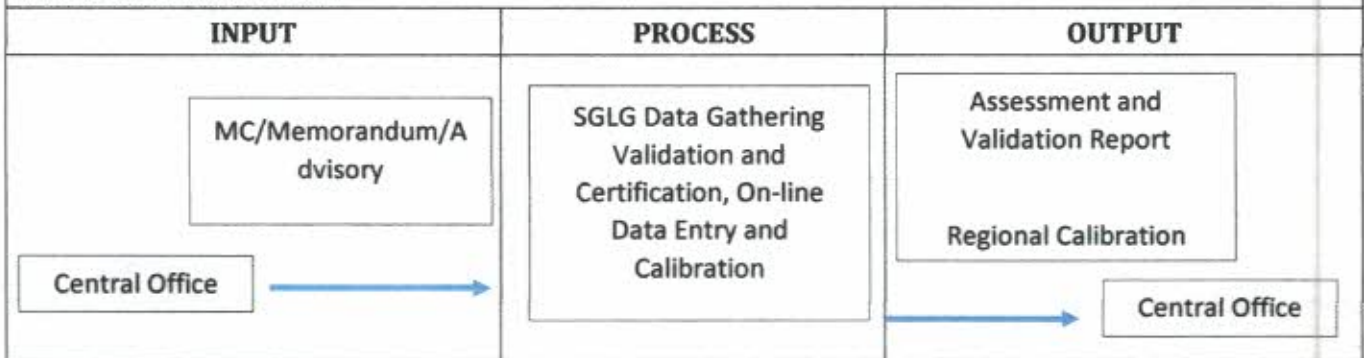 INPUT
PROCESS
OUTPUT
MC/Memorandum/A
dvisory
Central Office
SGLG Data Gathering
Validation and
Certification, On-line
Data Entry and
Calibration
Assessment and
Validation Report
Regional Calibration
Central Office